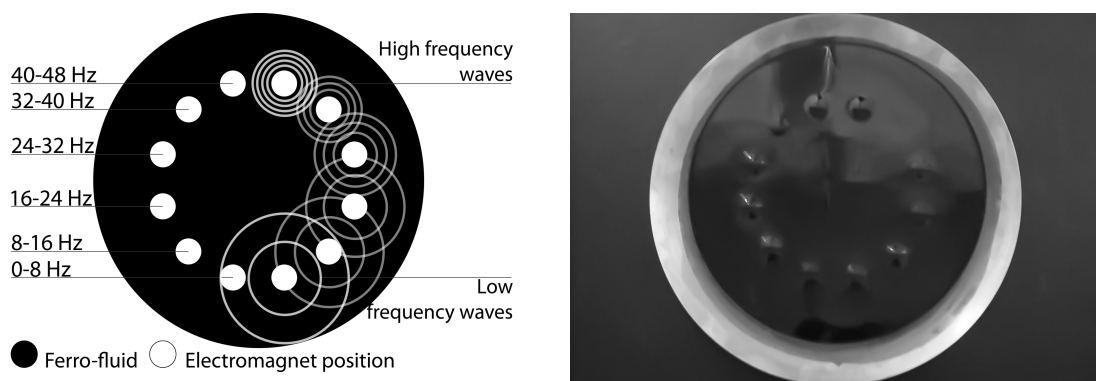 High frequency
waves
40-48 Hz
32-40 Hz
24-32 Hz
16-24 Hz
8-16 Hz
0-8 Hz
Low
frequency waves
Ferro-fluid
Electromagnet position